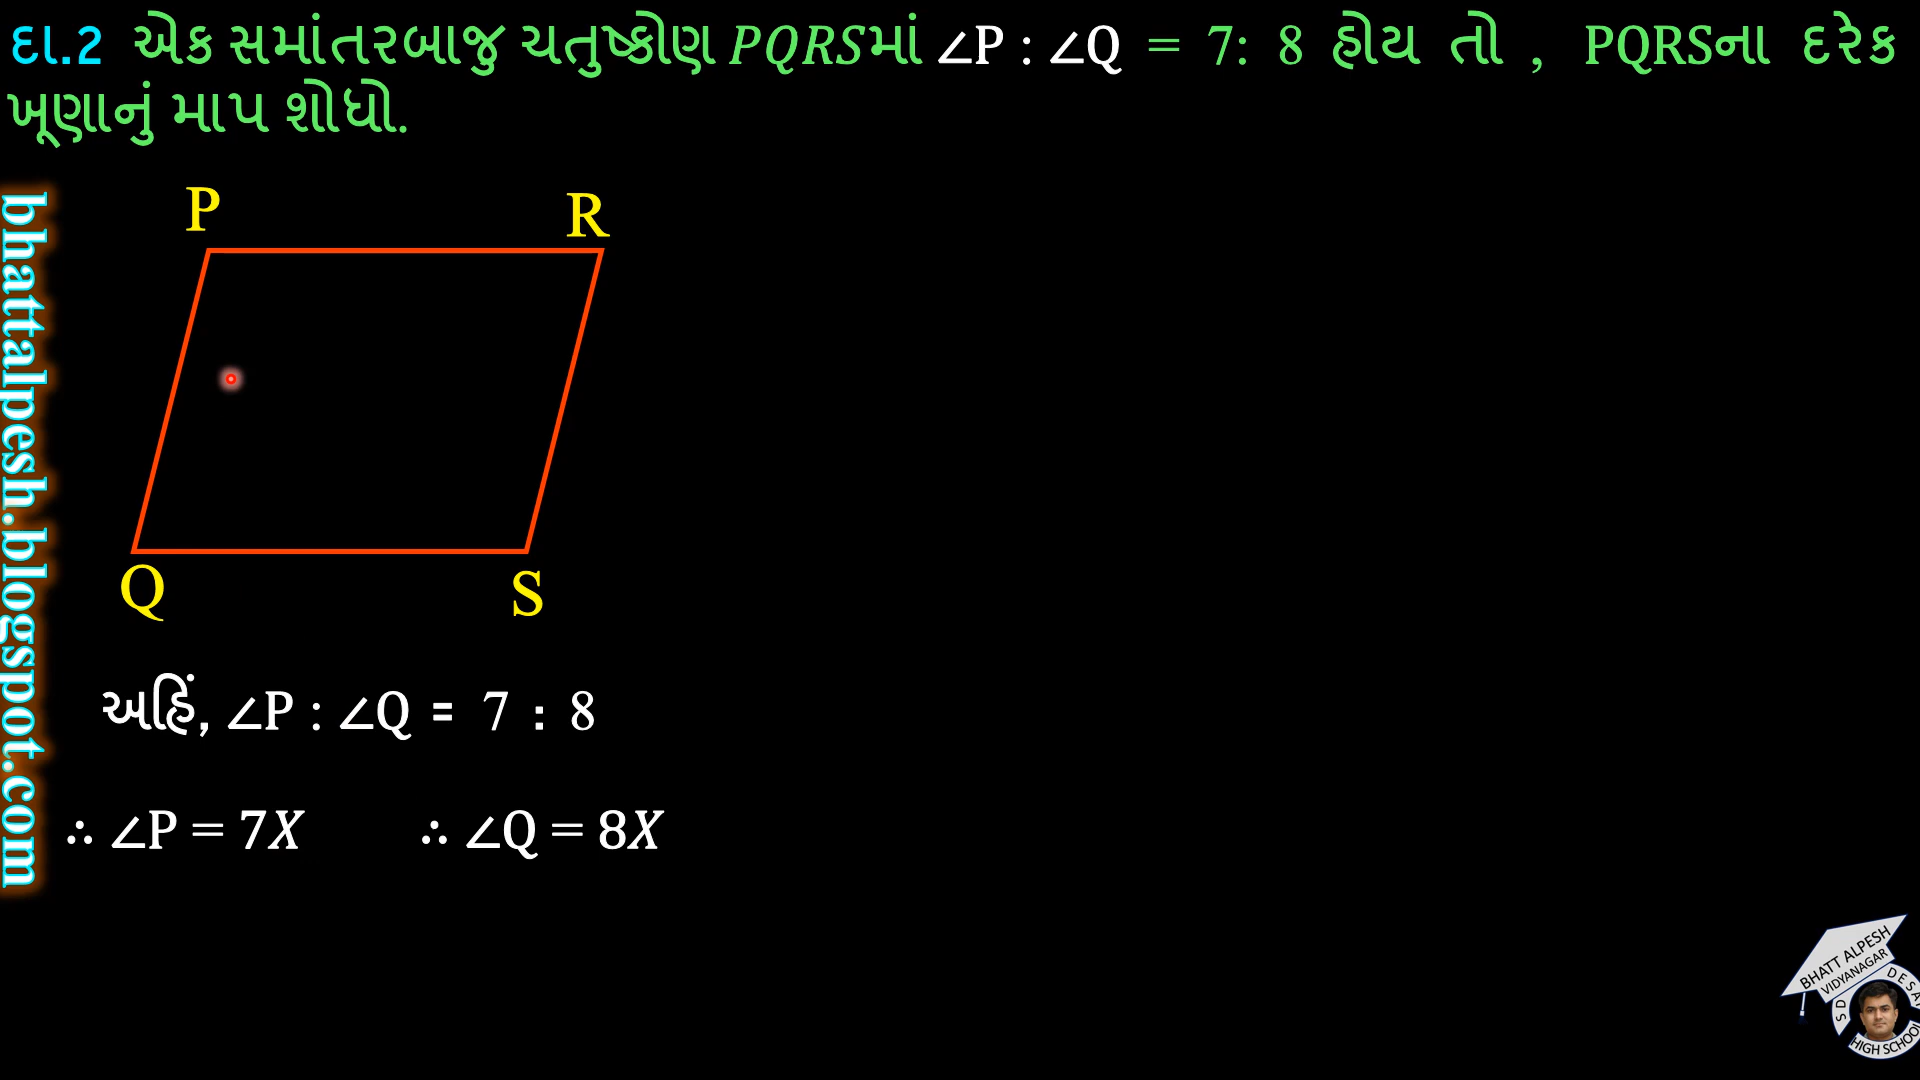 દા.2 એક સમાંતરબાજુ ચતુષ્કોણ PQRSમાં ∠P : ∠Q = 7: 8 હોય તો , PQRSના દરેક
ખૂણાનું માપ શોધો.
P
R
Q
S
અહિં, ∠P : ∠Q = 7 : 8
∴ ∠P = 7X ∴ ∠Q = 8X
bhattalpesh.blogspot.com
BHATT ALPESH
VIDYANAGAR
S D DESAI
HIGH SCHOOL